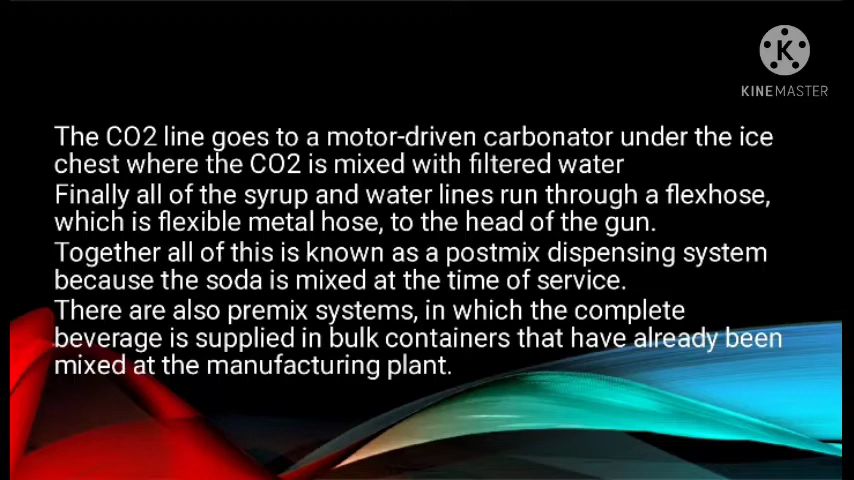 K
KINEMASTER
The CO2 line goes to a motor-driven carbonator under the ice
chest where the CO2 is mixed with filtered water
Finally all of the syrup and water lines run through a flexhose,
which is flexible metal hose, to the head of the gun.
Together all of this is known as a postmix dispensing system
because the soda is mixed at the time of service.
There are also premix systems, in which the complete
beverage is supplied in bulk containers that have already been
mixed at the manufacturing plant.